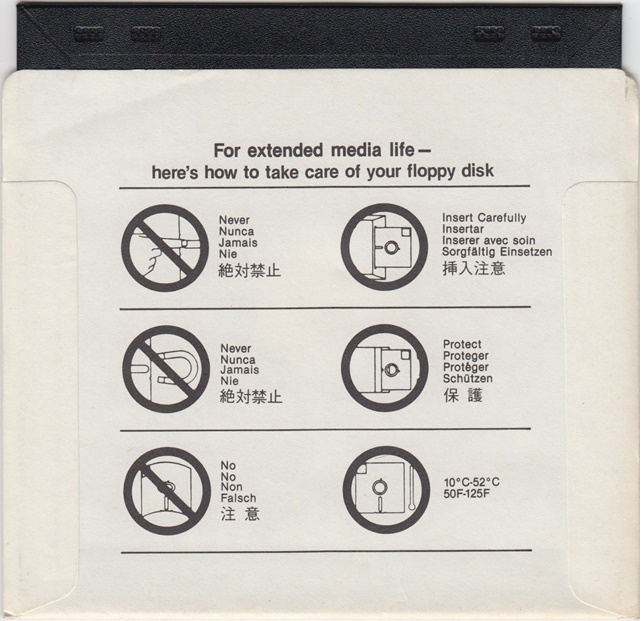 For extended media life—
here's how to take care of your floppy disk
Never
Nunca
Jamais
Nie
絶対禁止
Insert Carefully
Insertar
Inserer avec soin
Sorgfältig Einsetzen
挿入注意
Never
Nunca
Jamais
Nie
絶対禁止
Protect
Proteger
Protéger
Schützen
保護
No
No
Non
Falsch
注意
10°C-52°C
50F-125F